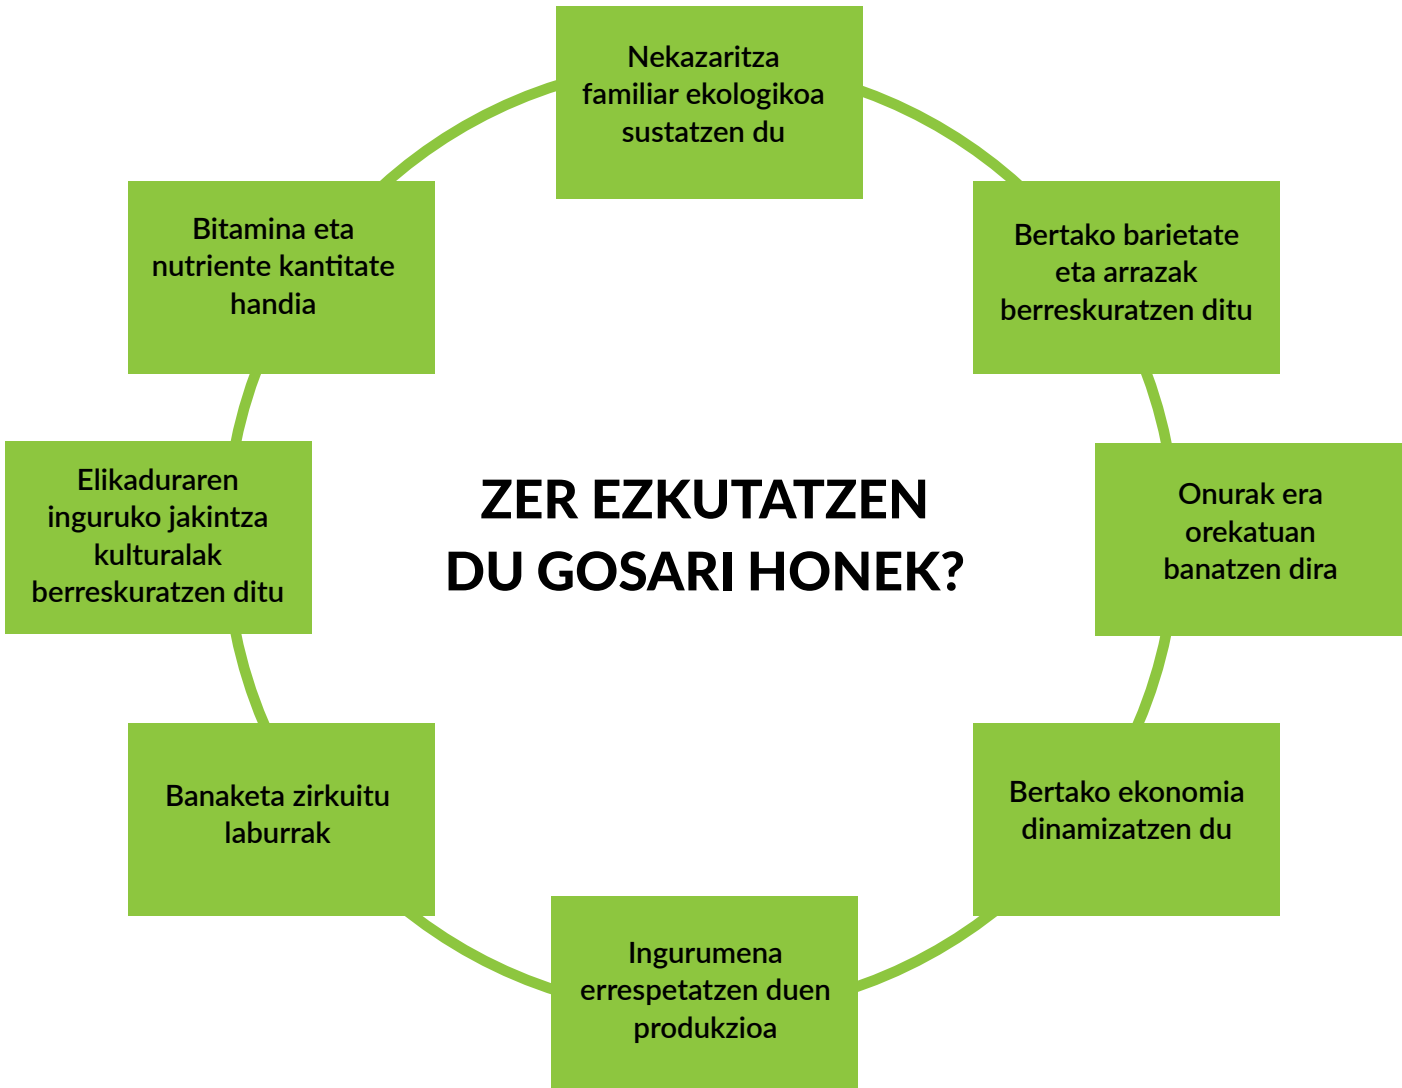 Nekazaritza
familiar ekologikoa
sustatzen du
Bitamina eta
nutriente kantitate
handia
Bertako barietate
eta arrazak
berreskuratzen ditu
Elikaduraren
inguruko jakintza
kulturalak
berreskuratzen ditu
ZER EZKUTATZEN
DU GOSARI HONEK?
Onurak era
orekatuan
banatzen dira
Banaketa zirkuitu
laburrak
Bertako ekonomia
dinamizatzen du
Ingurumena
errespetatzen duen
produkzioa